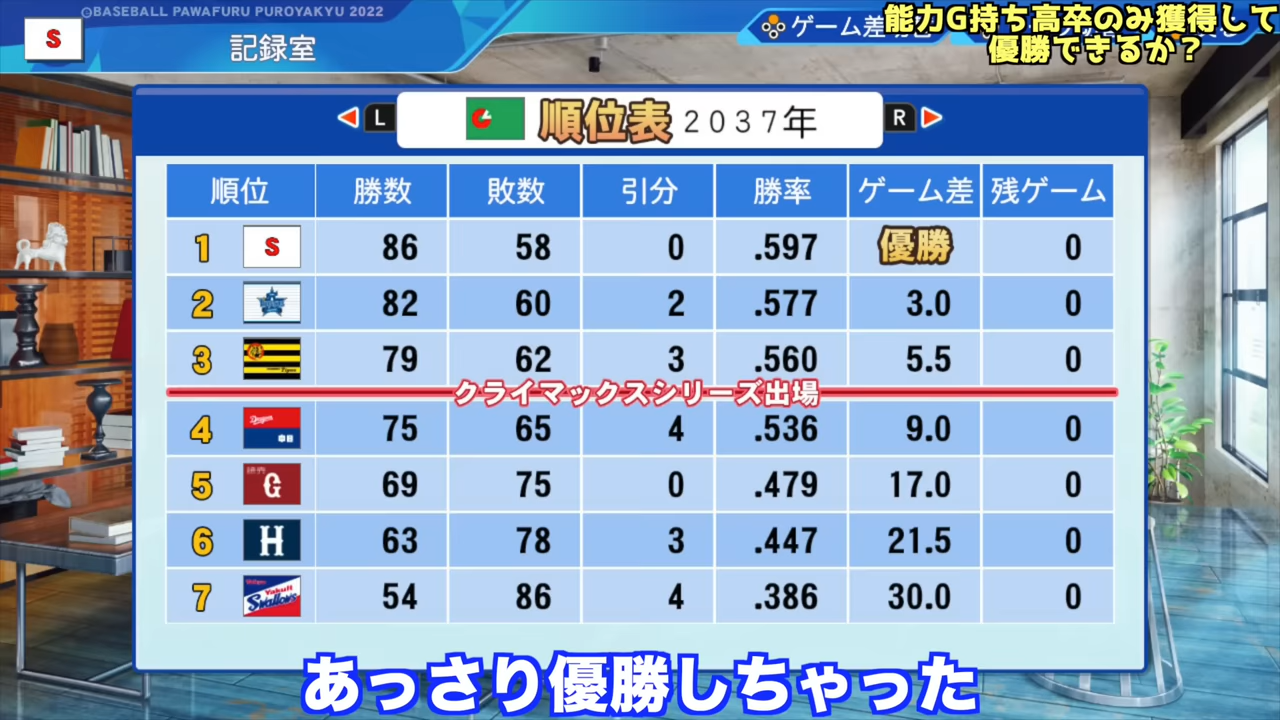 ©BASEBALL PAWAFURU PUROYAKYU 2022
S
記録室
ゲーム差
能力G持ち高卒のみ獲得して
優勝できるか?
L 順位表 2037年 R
順位 勝数 敗数 引分 勝率 ゲーム差 残ゲーム
1 S 86 58 0 .597 優勝 0
2 82 60 2 .577 3.0 0
3 Tigers 79 62 3 .560 5.5 0
クライマックスシリーズ出場
4 Dragons 中日 75 65 4 .536 9.0 0
5 G 69 75 0 .479 17.0 0
6 H 63 78 3 .447 21.5 0
7 Yakult Swallows 54 86 4 .386 30.0 0
あっさり優勝しちゃった